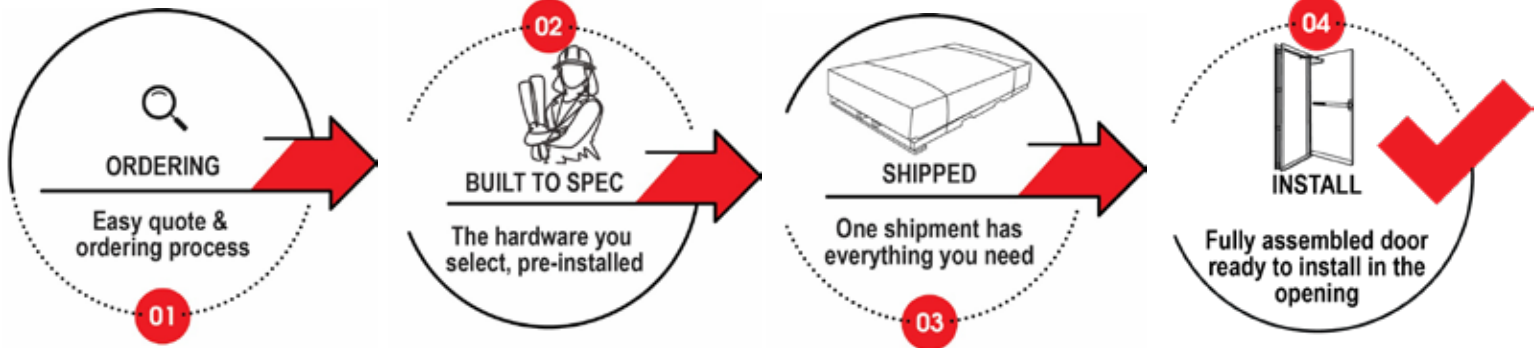 ORDERING
Easy quote &
ordering process
01
02
BUILT TO SPEC
The hardware you
select, pre-installed
SHIPPED
One shipment has
everything you need
03
04
INSTALL
Fully assembled door
ready to install in the
opening